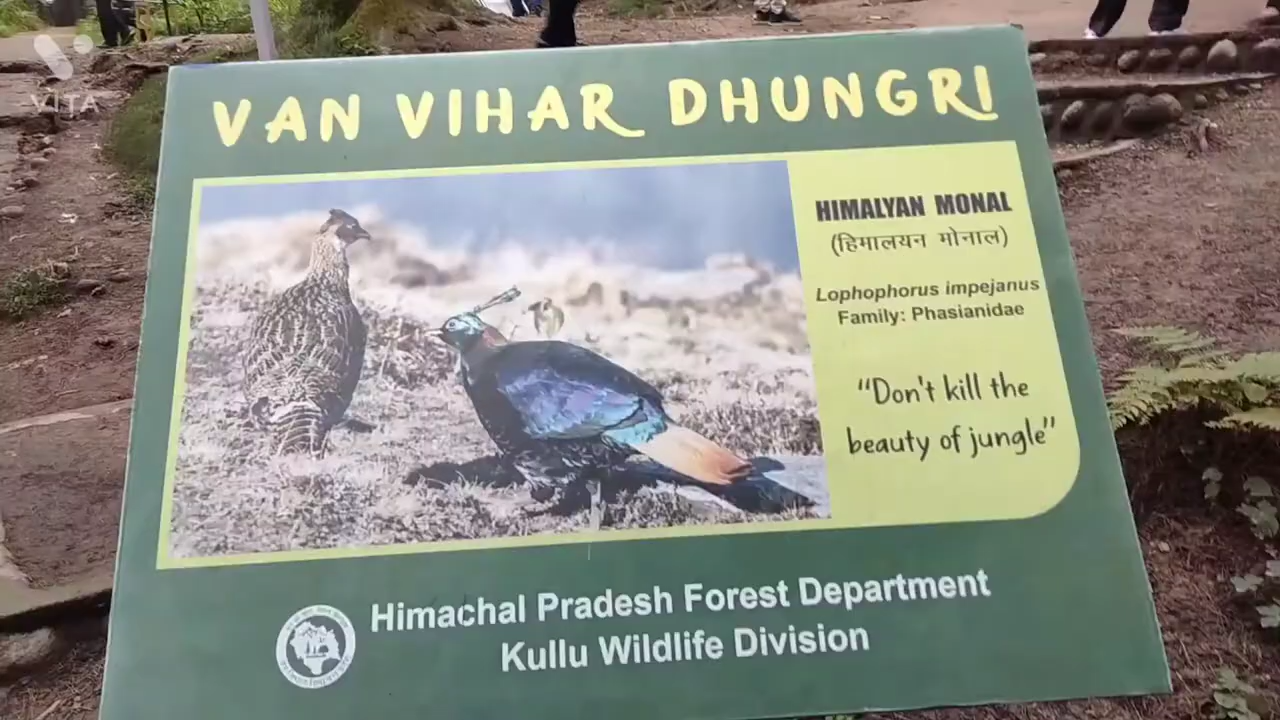 VITA
VAN VIHAR DHUNGRI
HIMALYAN MONAL
(हिमालयन मोनाल)
Lophophorus impejanus
Family: Phasianidae
“Don't kill the
beauty of jungle”
Himachal Pradesh Forest Department
Kullu Wildlife Division